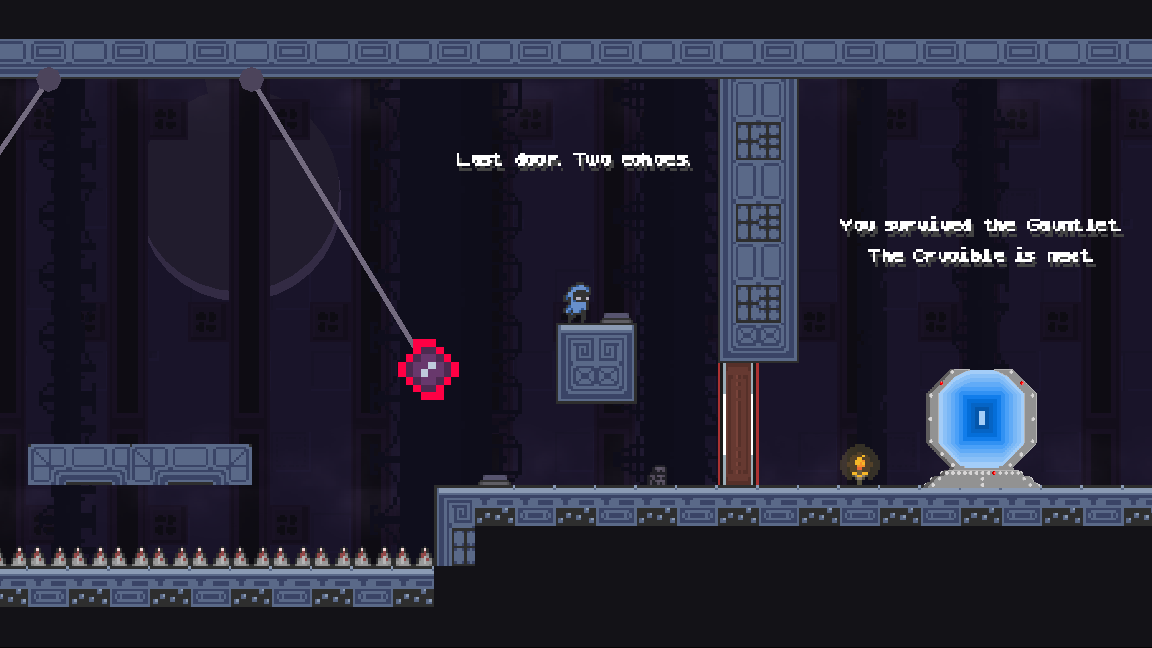 Last door. Two echoes.
You survived the Gauntlet.
The Crucible is next.